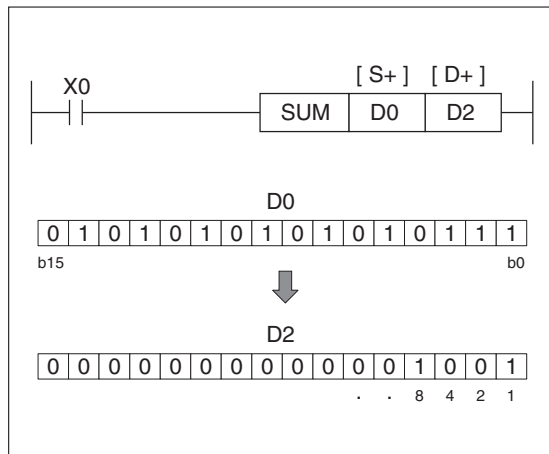 [ S+ ] [ D+ ]
X0
SUM D0 D2
D0
0 1 0 1 0 1 0 1 0 1 0 1 0 1 1 1
b15 b0
D2
0 0 0 0 0 0 0 0 0 0 0 0 1 0 0 1
. . 8 4 2 1